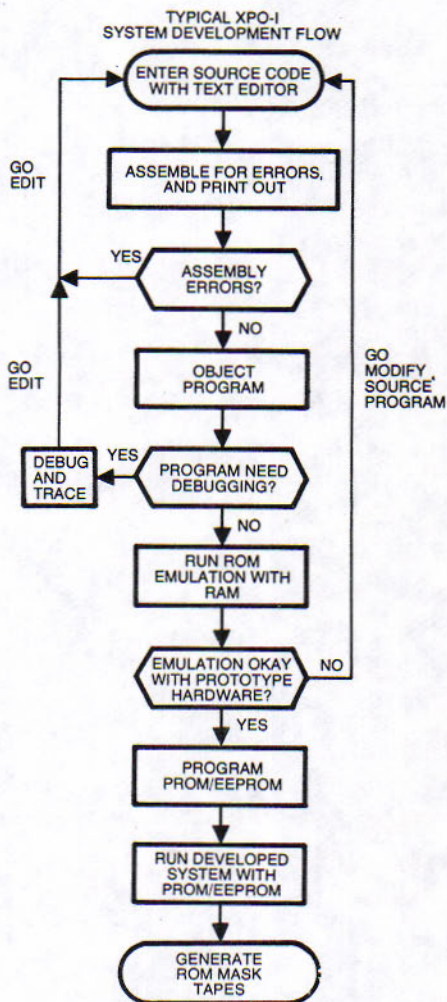 TYPICAL XPO-I
SYSTEM DEVELOPMENT FLOW
ENTER SOURCE CODE
WITH TEXT EDITOR
GO
EDIT
ASSEMBLE FOR ERRORS,
AND PRINT OUT
YES
ASSEMBLY
ERRORS?
NO
GO
EDIT
OBJECT
PROGRAM
GO
MODIFY
SOURCE
PROGRAM
DEBUG
AND
TRACE
YES
PROGRAM NEED
DEBUGGING?
NO
RUN ROM
EMULATION WITH
RAM
EMULATION OKAY
WITH PROTOTYPE
HARDWARE?
NO
YES
PROGRAM
PROM/EEPROM
RUN DEVELOPED
SYSTEM WITH
PROM/EEPROM
GENERATE
ROM MASK
TAPES